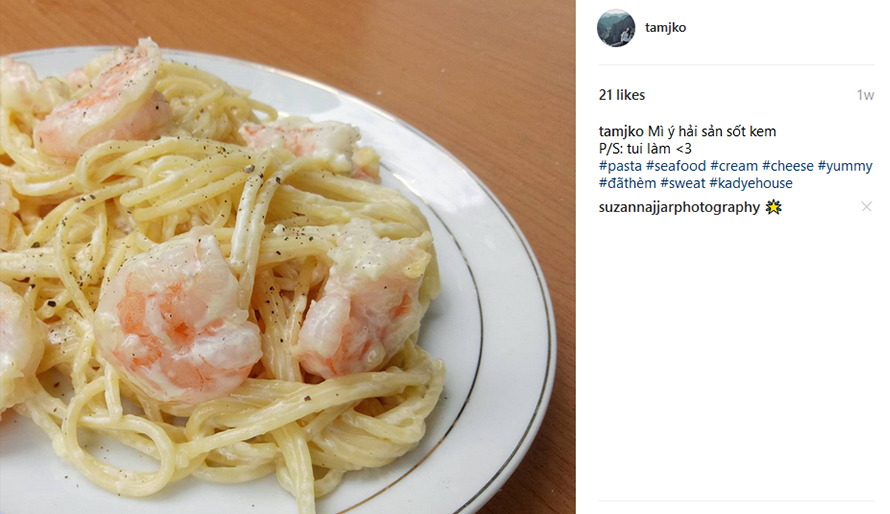 tamjko
21 likes 1w
tamjko Mì ý hải sản sốt kem
P/S: tui làm <3
#pasta #seafood #cream #cheese #yummy
#đãthèm #sweat #kadyehouse
suzannajjarphotography 🌟